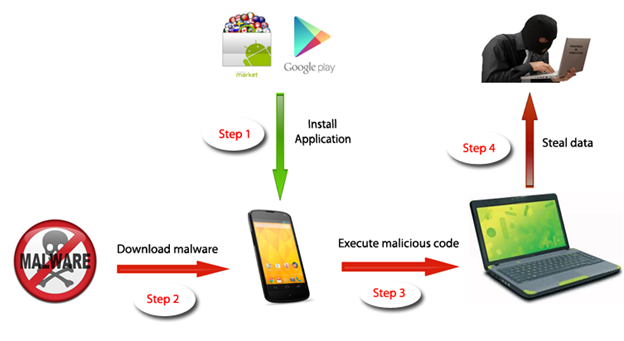 market
Google play
Step 1
Install
Application
Step 4
Steal data
MALWARE
Download malware
Step 2
Execute malicious code
Step 3